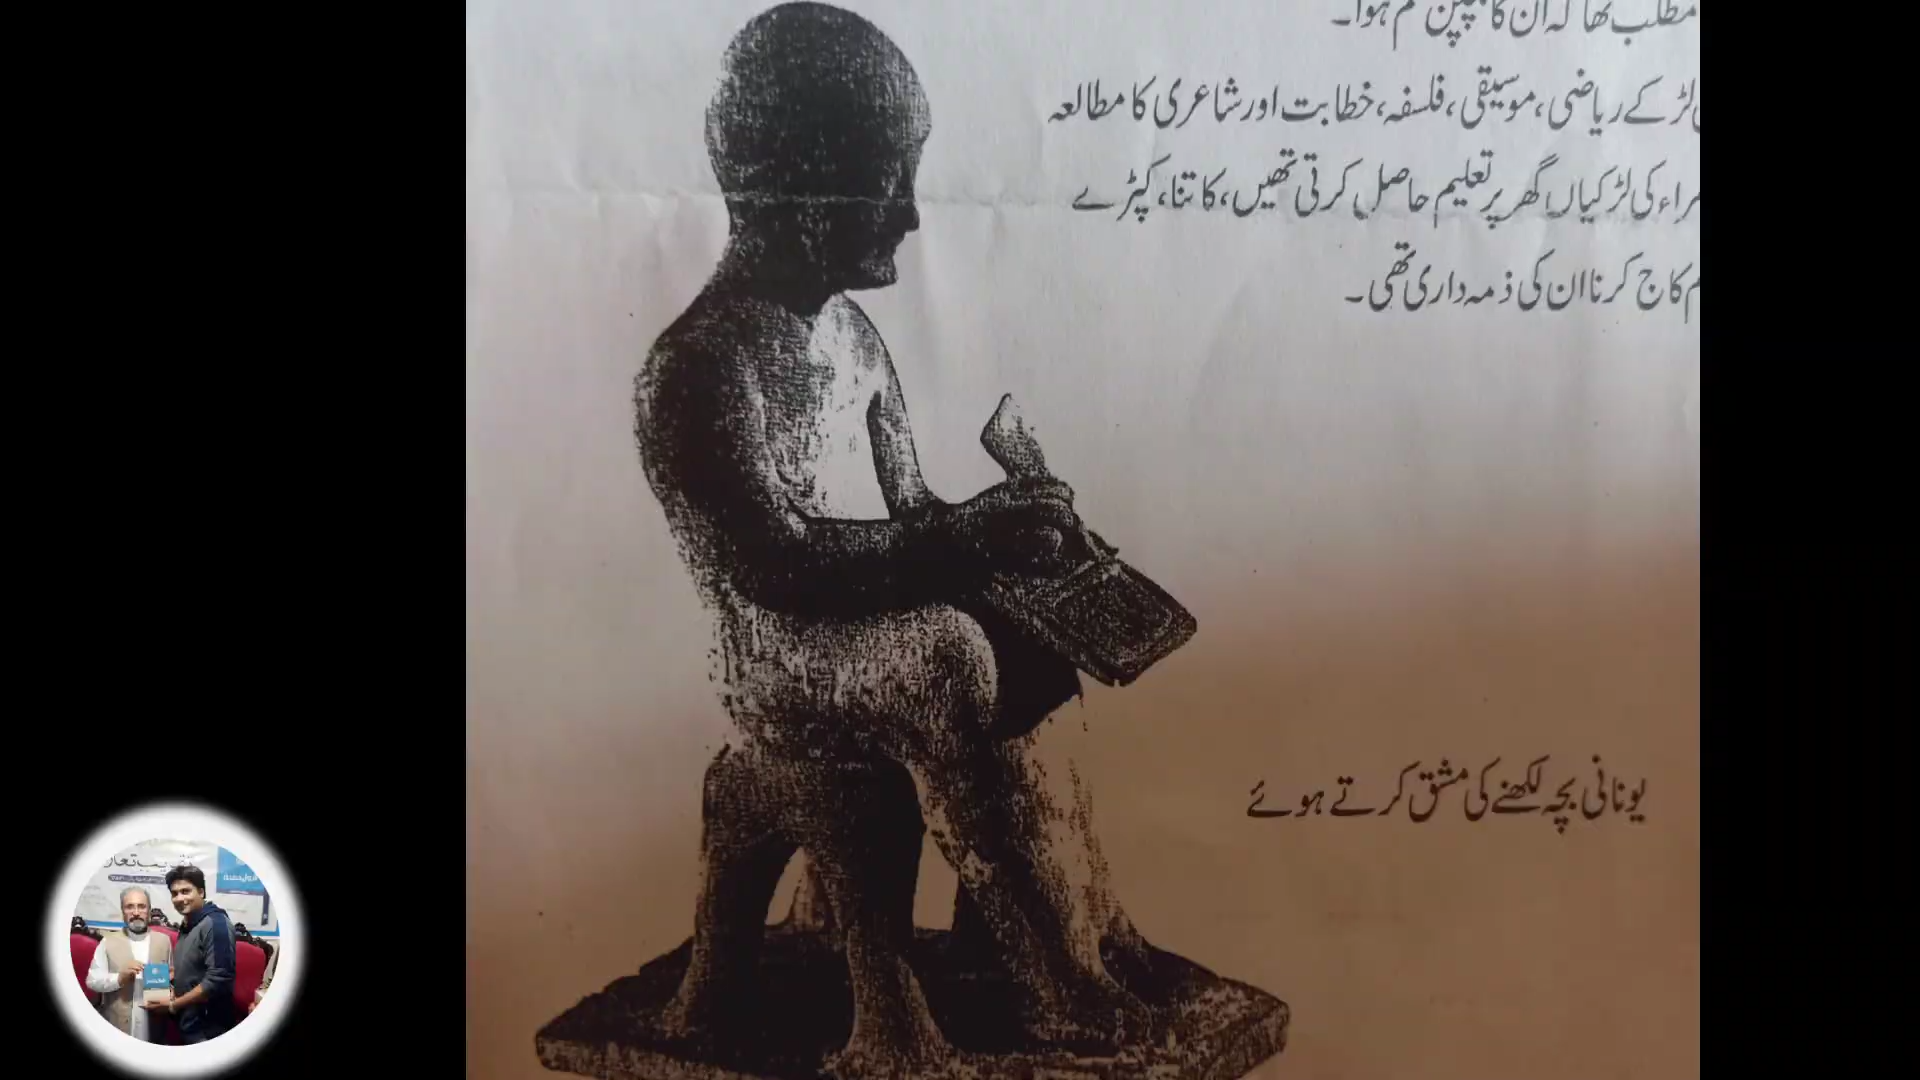 مطلب تھا کہ ان کا بچپن ختم ہوا۔
لڑکے ریاضی، موسیقی، فلسفہ، خطابت اور شاعری کا مطالعہ
کی لڑکیاں گھر پر تعلیم حاصل کرتی تھیں، کاتنا، کپڑے
کاج کرنا ان کی ذمہ داری تھی۔
یونانی بچہ لکھنے کی مشق کرتے ہوئے
تقریب تعار